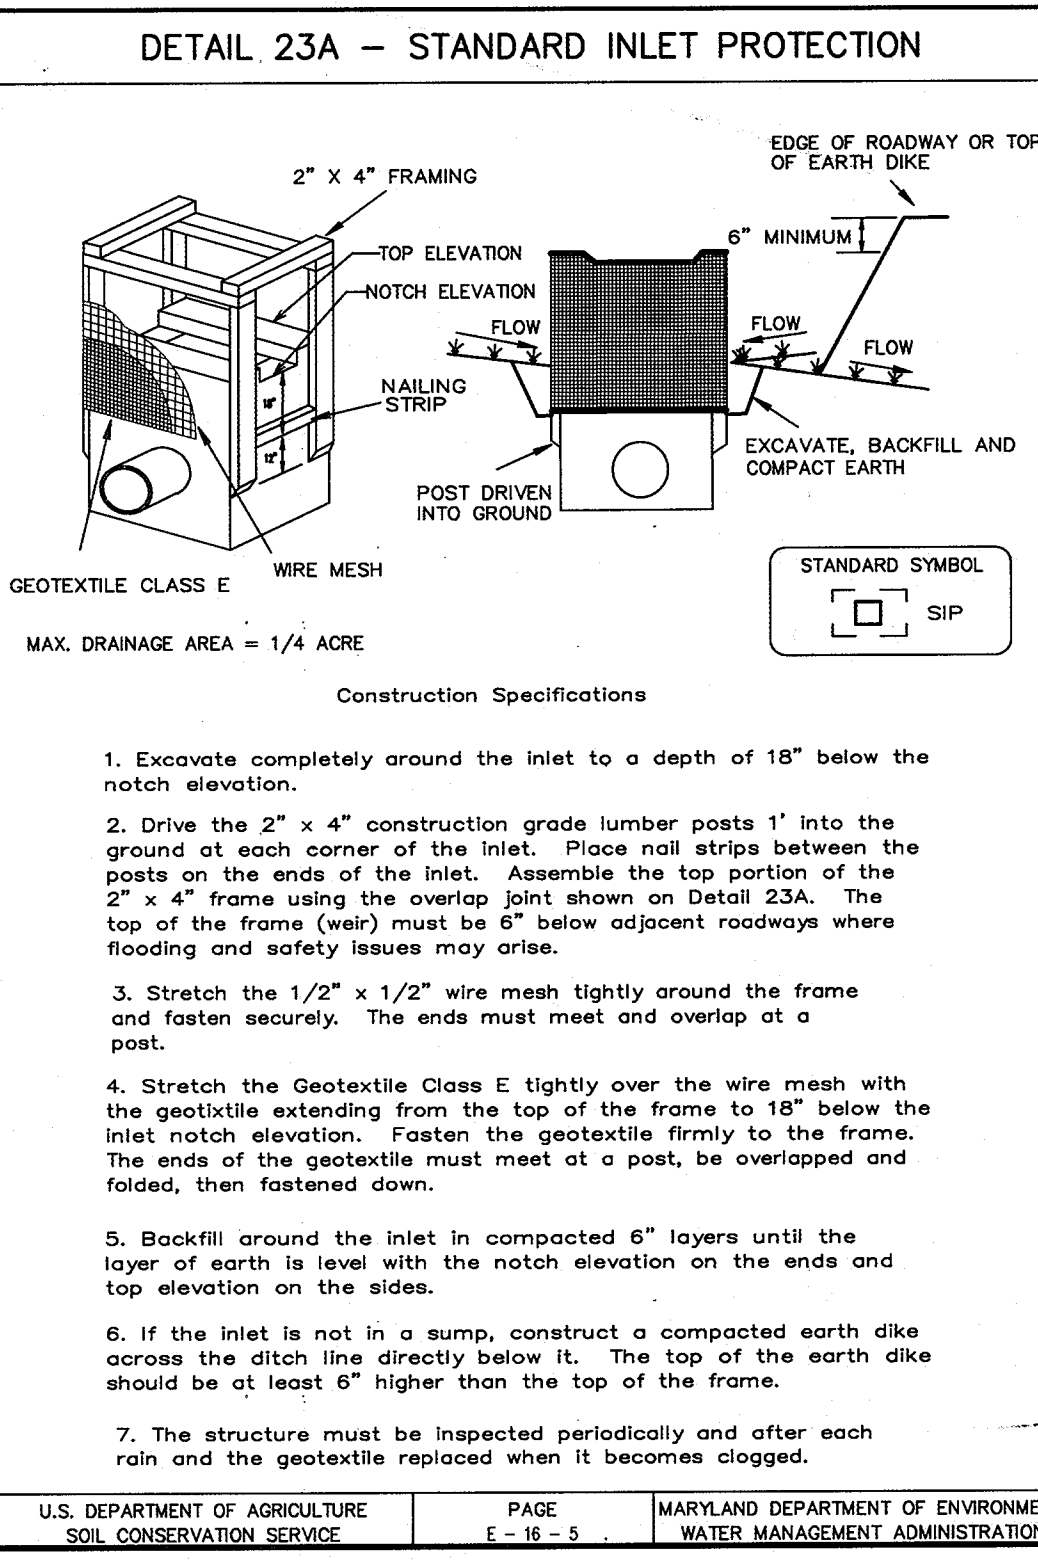 DETAIL 23A – STANDARD INLET PROTECTION
EDGE OF ROADWAY OR TOP
OF EARTH DIKE
2" X 4" FRAMING
6" MINIMUM
TOP ELEVATION
NOTCH ELEVATION
FLOW
FLOW
FLOW
NAILING
STRIP
18"
12"
EXCAVATE, BACKFILL AND
COMPACT EARTH
POST DRIVEN
INTO GROUND
WIRE MESH
GEOTEXTILE CLASS E
STANDARD SYMBOL
SIP
MAX. DRAINAGE AREA = 1/4 ACRE
Construction Specifications
1. Excavate completely around the inlet to a depth of 18" below the
notch elevation.
2. Drive the 2" x 4" construction grade lumber posts 1' into the
ground at each corner of the inlet. Place nail strips between the
posts on the ends of the inlet. Assemble the top portion of the
2" x 4" frame using the overlap joint shown on Detail 23A. The
top of the frame (weir) must be 6" below adjacent roadways where
flooding and safety issues may arise.
3. Stretch the 1/2" x 1/2" wire mesh tightly around the frame
and fasten securely. The ends must meet and overlap at a
post.
4. Stretch the Geotextile Class E tightly over the wire mesh with
the geotixtile extending from the top of the frame to 18" below the
inlet notch elevation. Fasten the geotextile firmly to the frame.
The ends of the geotextile must meet at a post, be overlapped and
folded, then fastened down.
5. Backfill around the inlet in compacted 6" layers until the
layer of earth is level with the notch elevation on the ends and
top elevation on the sides.
6. If the inlet is not in a sump, construct a compacted earth dike
across the ditch line directly below it. The top of the earth dike
should be at least 6" higher than the top of the frame.
7. The structure must be inspected periodically and after each
rain and the geotextile replaced when it becomes clogged.
U.S. DEPARTMENT OF AGRICULTURE
SOIL CONSERVATION SERVICE
PAGE
E – 16 – 5
MARYLAND DEPARTMENT OF ENVIRONME
WATER MANAGEMENT ADMINISTRATION